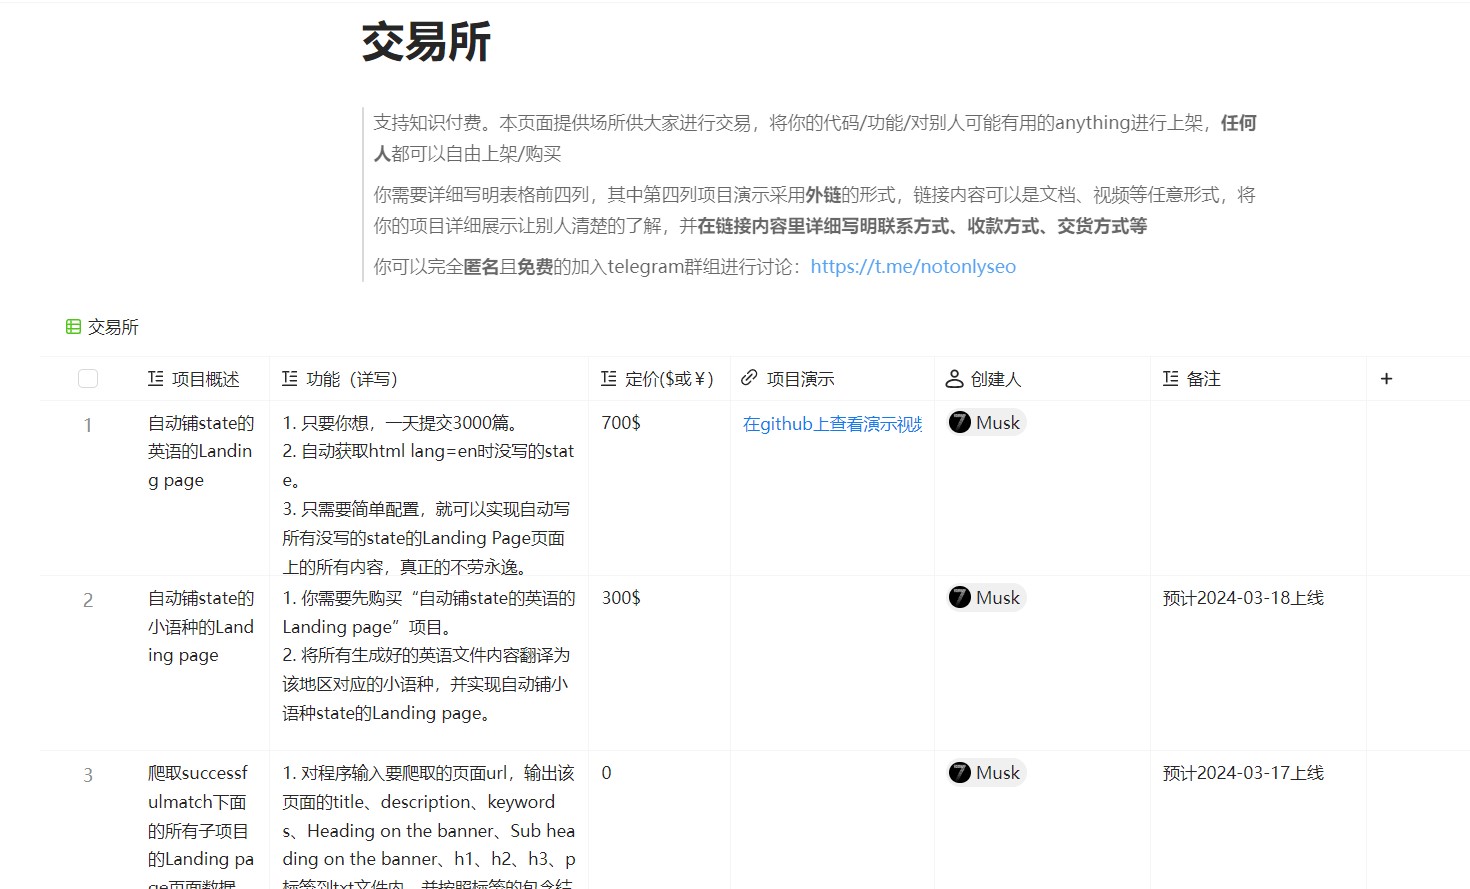 交易所
支持知识付费。本页面提供场所供大家进行交易，将你的代码/功能/对别人可能有用的anything进行上架，任何
人都可以自由上架/购买
你需要详细写明表格前四列，其中第四列项目演示采用外链的形式，链接内容可以是文档、视频等任意形式，将
你的项目详细展示让别人清楚的了解，并在链接内容里详细写明联系方式、收款方式、交货方式等
你可以完全匿名且免费的加入telegram群组进行讨论：https://t.me/notonlyseo
交易所
项目概述
功能（详写）
定价($或￥)
项目演示
创建人
备注
1
自动铺state的
英语的Landin
g page
1. 只要你想，一天提交3000篇。
2. 自动获取html lang=en时没写的stat
e。
3. 只需要简单配置，就可以实现自动写
所有没写的state的Landing Page页面
上的所有内容，真正的不劳永逸。
700$
在github上查看演示视频
Musk
2
自动铺state的
小语种的Land
ing page
1. 你需要先购买“自动铺state的英语的
Landing page”项目。
2. 将所有生成好的英语文件内容翻译为
该地区对应的小语种，并实现自动铺小
语种state的Landing page。
300$
Musk
预计2024-03-18上线
3
爬取successf
ulmatch下面
的所有子项目
的Landing pa
ge页面数据
1. 对程序输入要爬取的页面url，输出该
页面的title、description、keyword
s、Heading on the banner、Sub hea
ding on the banner、h1、h2、h3、p
标签到txt文件内，并按照标签的包含结
0
Musk
预计2024-03-17上线